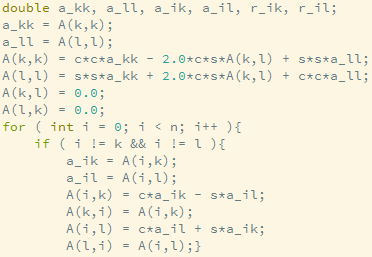 double a_kk, a_ll, a_ik, a_il, r_ik, r_il;
a_kk = A(k,k);
a_ll = A(l,l);
A(k,k) = c*c*a_kk - 2.0*c*s*A(k,l) + s*s*a_ll;
A(l,l) = s*s*a_kk + 2.0*c*s*A(k,l) + c*c*a_ll;
A(k,l) = 0.0;
A(l,k) = 0.0;
for ( int i = 0; i < n; i++ ){
    if ( i != k && i != l ){
        a_ik = A(i,k);
        a_il = A(i,l);
        A(i,k) = c*a_ik - s*a_il;
        A(k,i) = A(i,k);
        A(i,l) = c*a_il + s*a_ik;
        A(l,i) = A(i,l);}